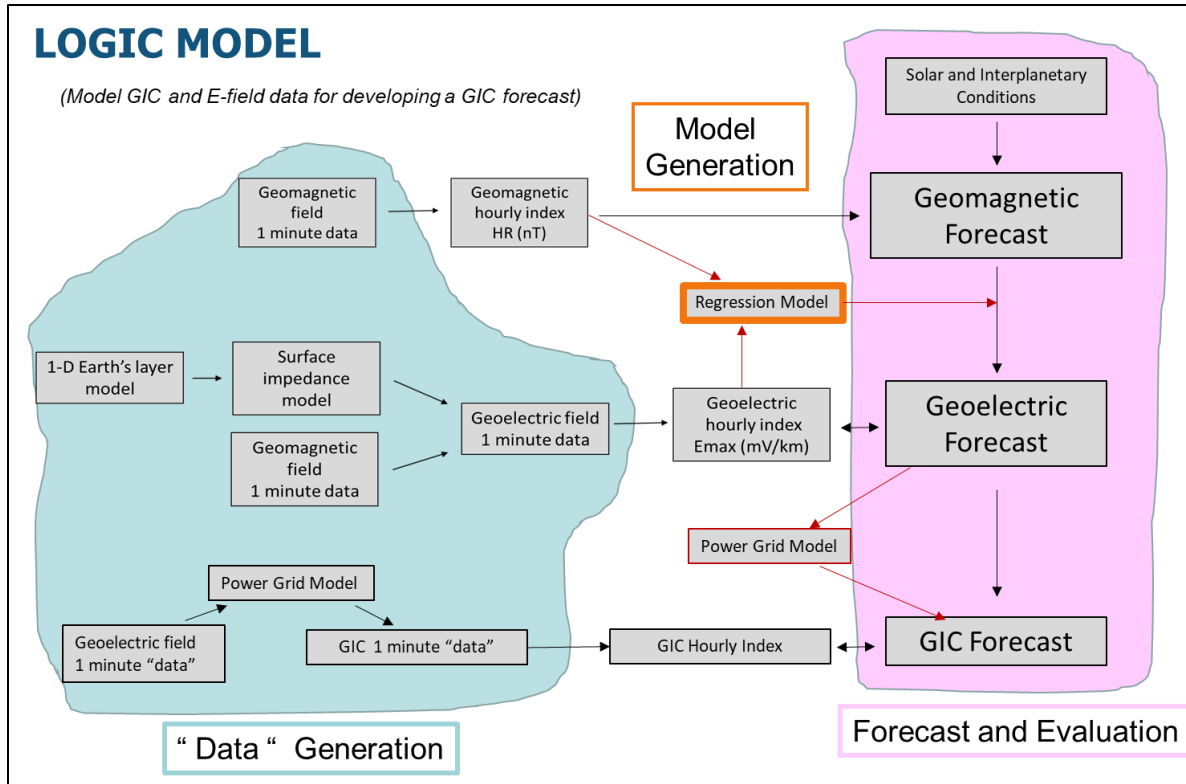 LOGIC MODEL
(Model GIC and E-field data for developing a GIC forecast)
Model
Generation
Solar and Interplanetary
Conditions
Geomagnetic
field
1 minute data
Geomagnetic
hourly index
HR (nT)
Geomagnetic
Forecast
Regression Model
1-D Earth’s layer
model
Surface
impedance
model
Geomagnetic
field
1 minute data
Geoelectric field
1 minute data
Geoelectric
hourly index
Emax (mV/km)
Geoelectric
Forecast
Power Grid Model
Power Grid Model
Geoelectric field
1 minute “data”
GIC 1 minute “data”
GIC Hourly Index
GIC Forecast
“ Data “ Generation
Forecast and Evaluation